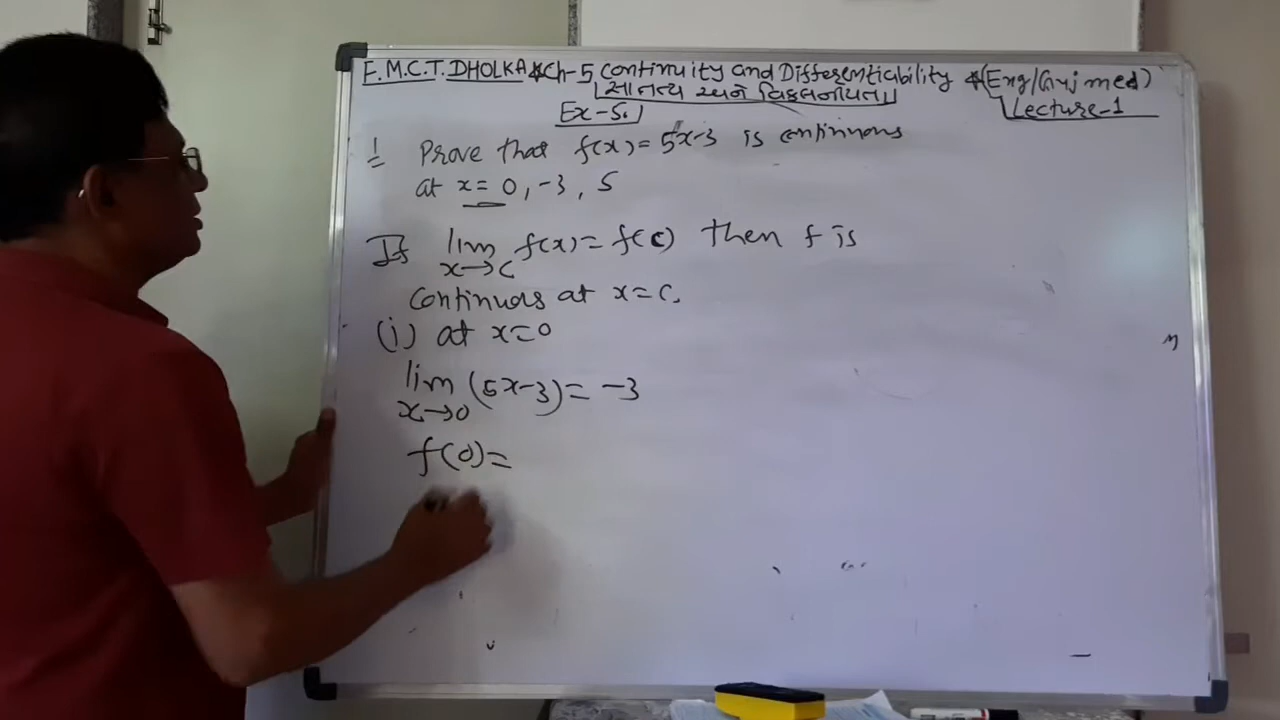 F.M.C.T. DHOLKA * Ch-5 Continuity and Differentiability * (Eng/Guj med)
સાતત્ય અને વિકલનીયતા Lecture-1
Ex-5.1
1 Prove that f(x) = 5x-3 is continuous
at x = 0, -3, 5
If lim x→c f(x) = f(c) then f is
continuous at x = c.
(i) at x = 0
lim x→0 (5x-3) = -3
f(0) =